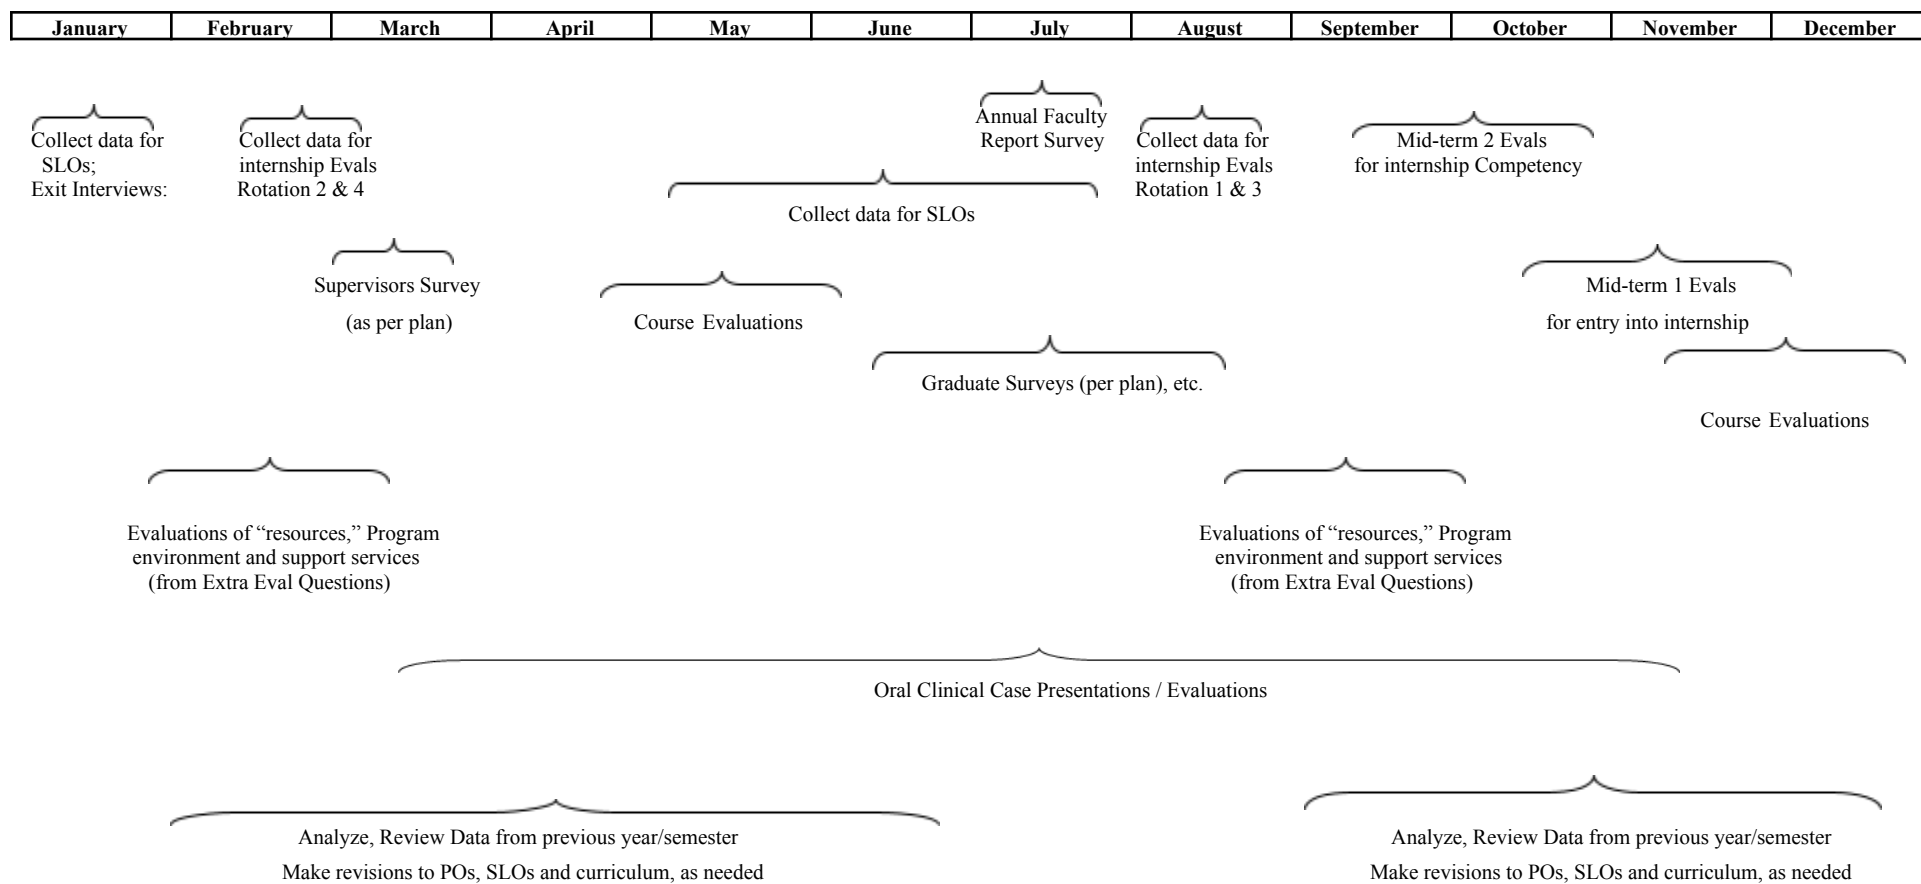 January February March April May June July August September October November December
Annual Faculty
Report Survey
Collect data for
SLOs;
Exit Interviews:
Collect data for
internship Evals
Rotation 2 & 4
Collect data for
internship Evals
Rotation 1 & 3
Mid-term 2 Evals
for internship Competency
Collect data for SLOs
Supervisors Survey
(as per plan)
Course Evaluations
Mid-term 1 Evals
for entry into internship
Graduate Surveys (per plan), etc.
Course Evaluations
Evaluations of “resources,” Program
environment and support services
(from Extra Eval Questions)
Evaluations of “resources,” Program
environment and support services
(from Extra Eval Questions)
Oral Clinical Case Presentations / Evaluations
Analyze, Review Data from previous year/semester
Make revisions to POs, SLOs and curriculum, as needed
Analyze, Review Data from previous year/semester
Make revisions to POs, SLOs and curriculum, as needed